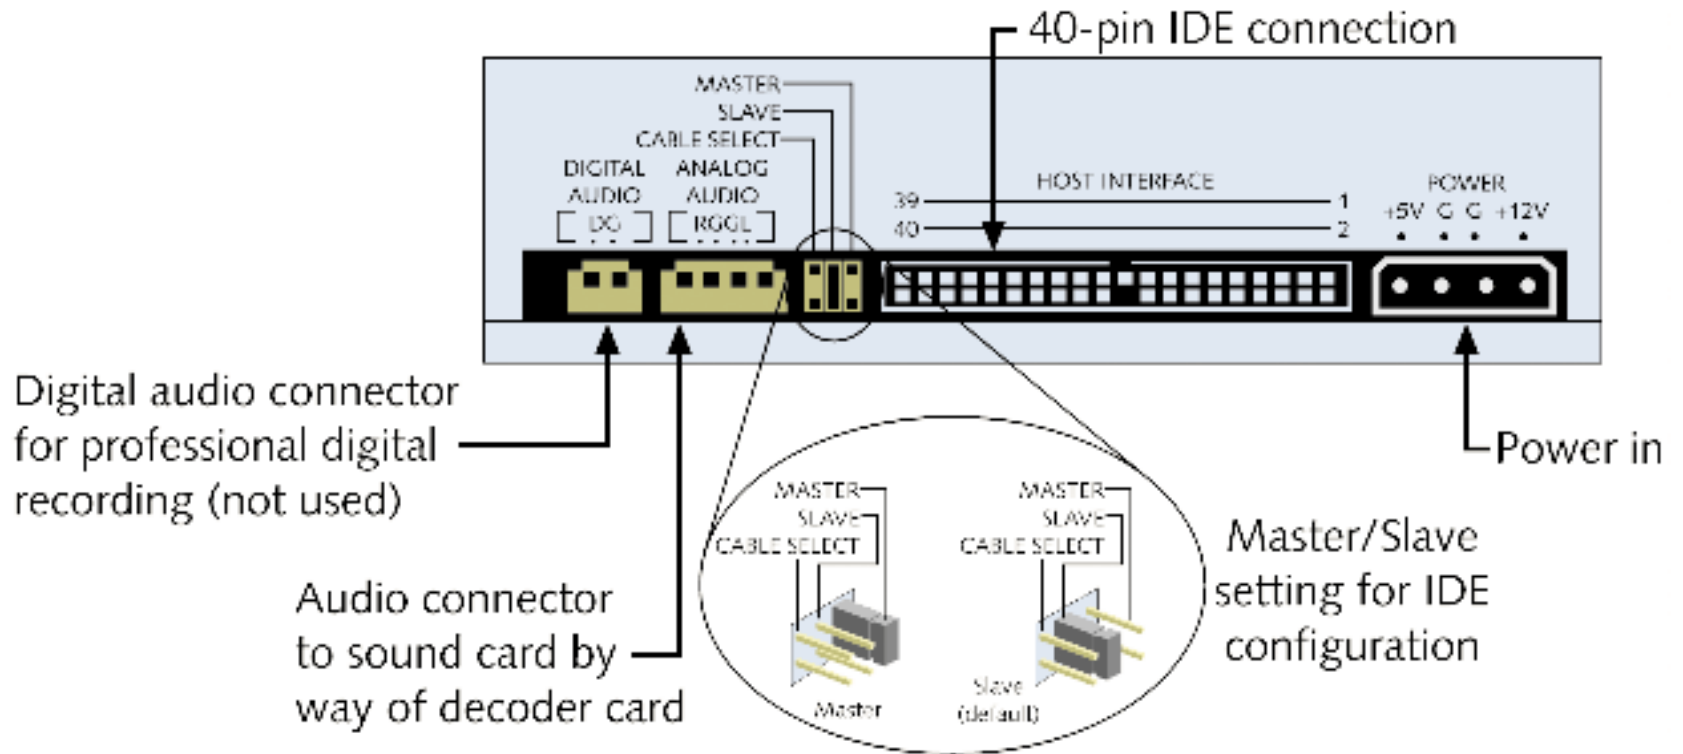 40-pin IDE connection
MASTER
SLAVE
CABLE SELECT
DIGITAL AUDIO
ANALOG AUDIO
DG
RGGL
HOST INTERFACE
39 1
40 2
POWER
+5V G G +12V
Digital audio connector
for professional digital
recording (not used)
Audio connector
to sound card by
way of decoder card
Power in
MASTER
SLAVE
CABLE SELECT
Master
MASTER
SLAVE
CABLE SELECT
Slave
(default)
Master/Slave
setting for IDE
configuration